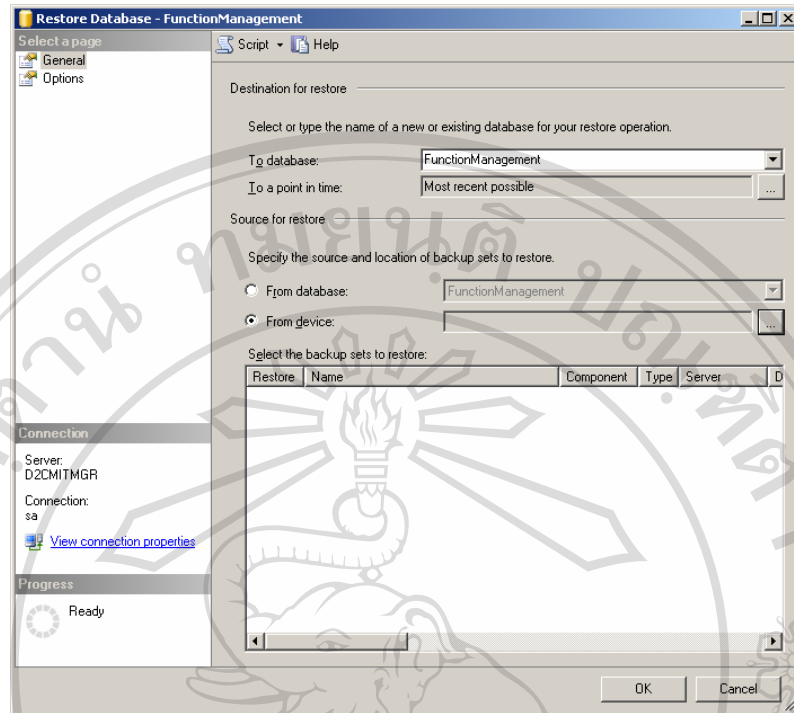 Restore Database - FunctionManagement
Select a page
General
Options
Script
Help
Destination for restore
Select or type the name of a new or existing database for your restore operation.
To database:
FunctionManagement
To a point in time:
Most recent possible
...
Source for restore
Specify the source and location of backup sets to restore.
From database:
FunctionManagement
From device:
...
Select the backup sets to restore:
Restore Name Component Type Server D
Connection
Server:
D2CMITMGR
Connection:
sa
View connection properties
Progress
Ready
OK
Cancel